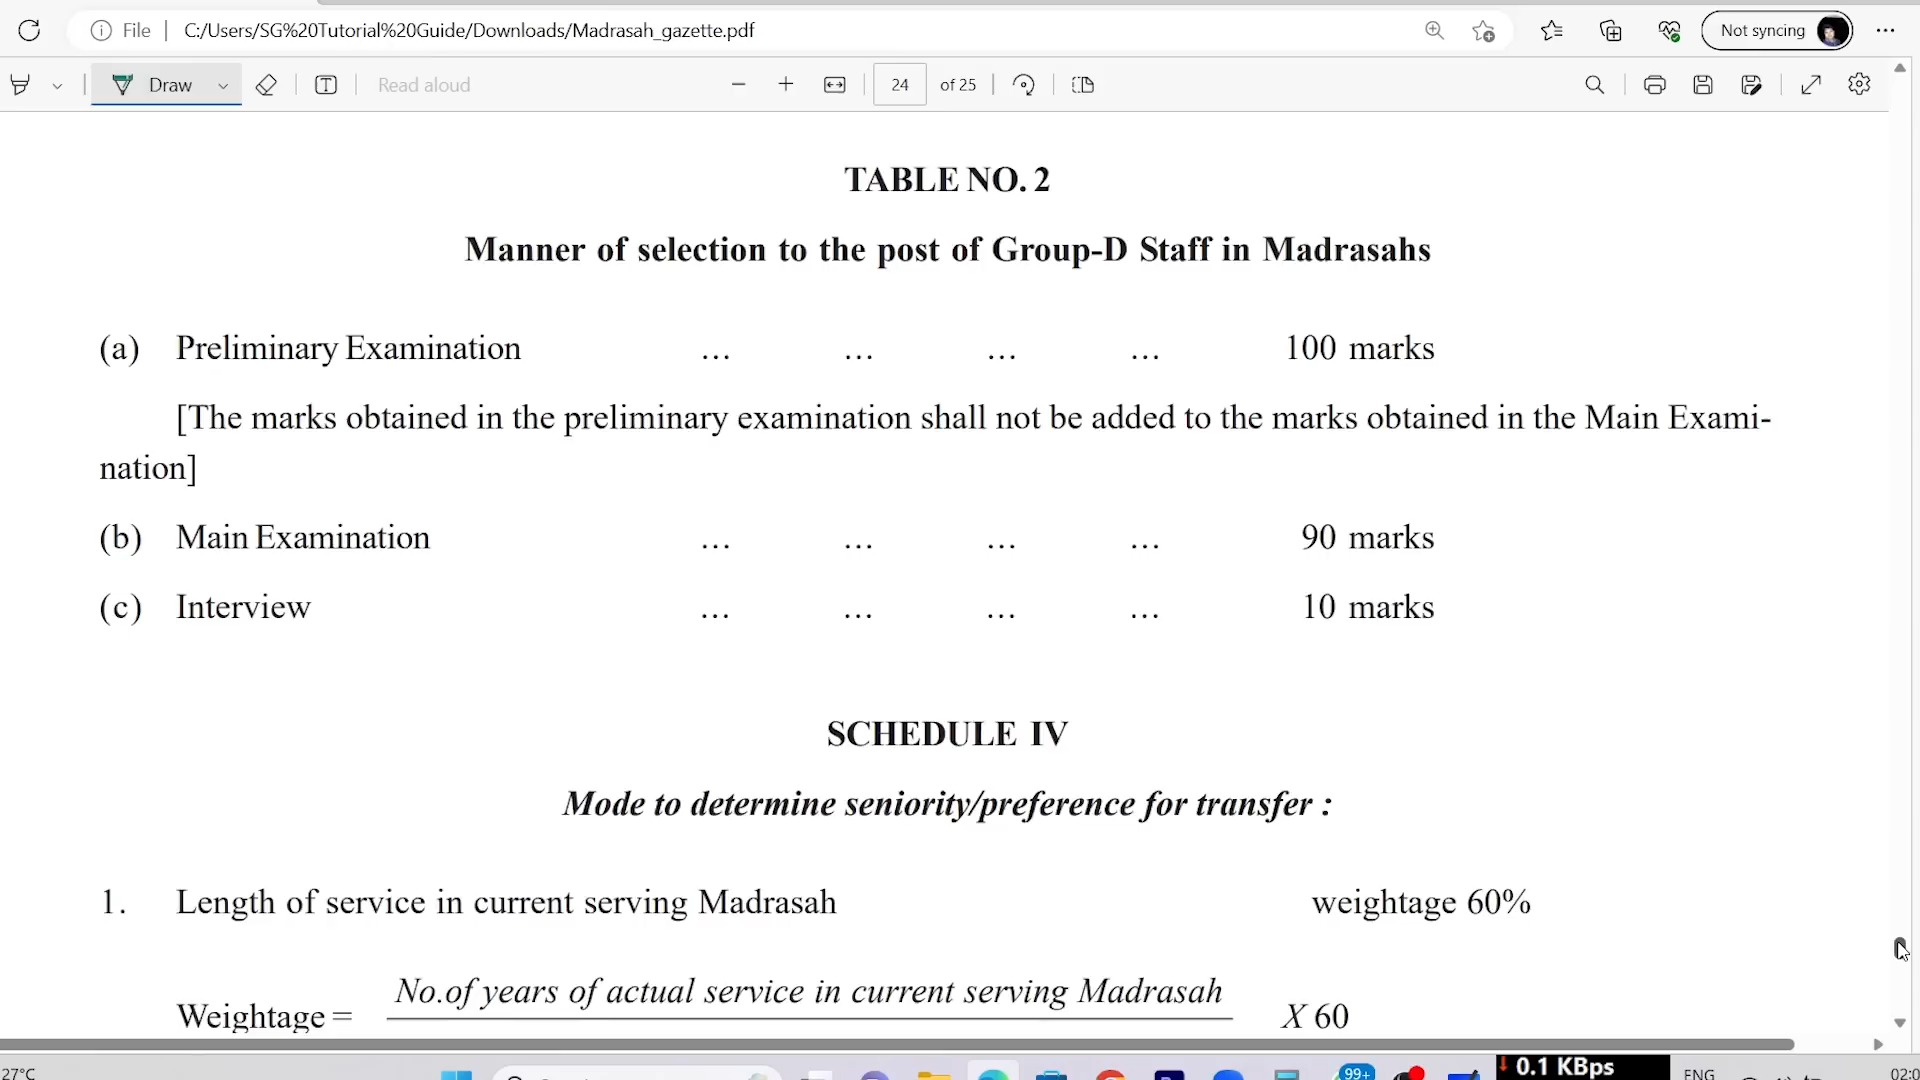 File C:/Users/SG%20Tutorial%20Guide/Downloads/Madrasah_gazette.pdf Not syncing
Draw Read aloud 24 of 25
TABLE NO. 2
Manner of selection to the post of Group-D Staff in Madrasahs
(a) Preliminary Examination ... ... ... ... 100 marks
[The marks obtained in the preliminary examination shall not be added to the marks obtained in the Main Exami-
nation]
(b) Main Examination ... ... ... ... 90 marks
(c) Interview ... ... ... ... 10 marks
SCHEDULE IV
Mode to determine seniority/preference for transfer :
1. Length of service in current serving Madrasah weightage 60%
No.of years of actual service in current serving Madrasah
Weightage = X 60
27°C 99+ 0.1 KBps ENG